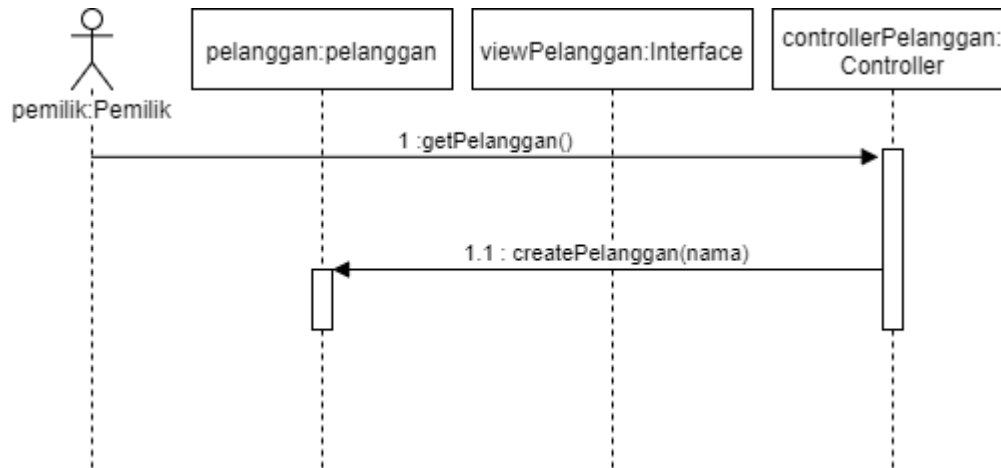 pemilik:Pemilik
pelanggan:pelanggan
viewPelanggan:Interface
controllerPelanggan:
Controller
1 :getPelanggan()
1.1 : createPelanggan(nama)